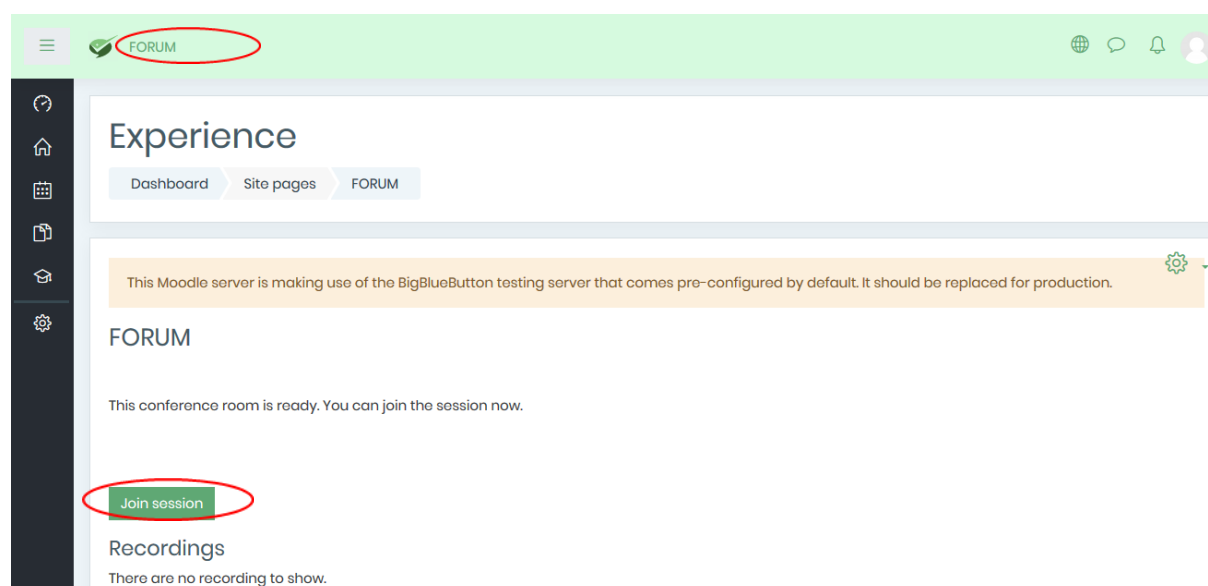 FORUM
Experience
Dashboard Site pages FORUM
This Moodle server is making use of the BigBlueButton testing server that comes pre-configured by default. It should be replaced for production.
FORUM
This conference room is ready. You can join the session now.
Join session
Recordings
There are no recording to show.